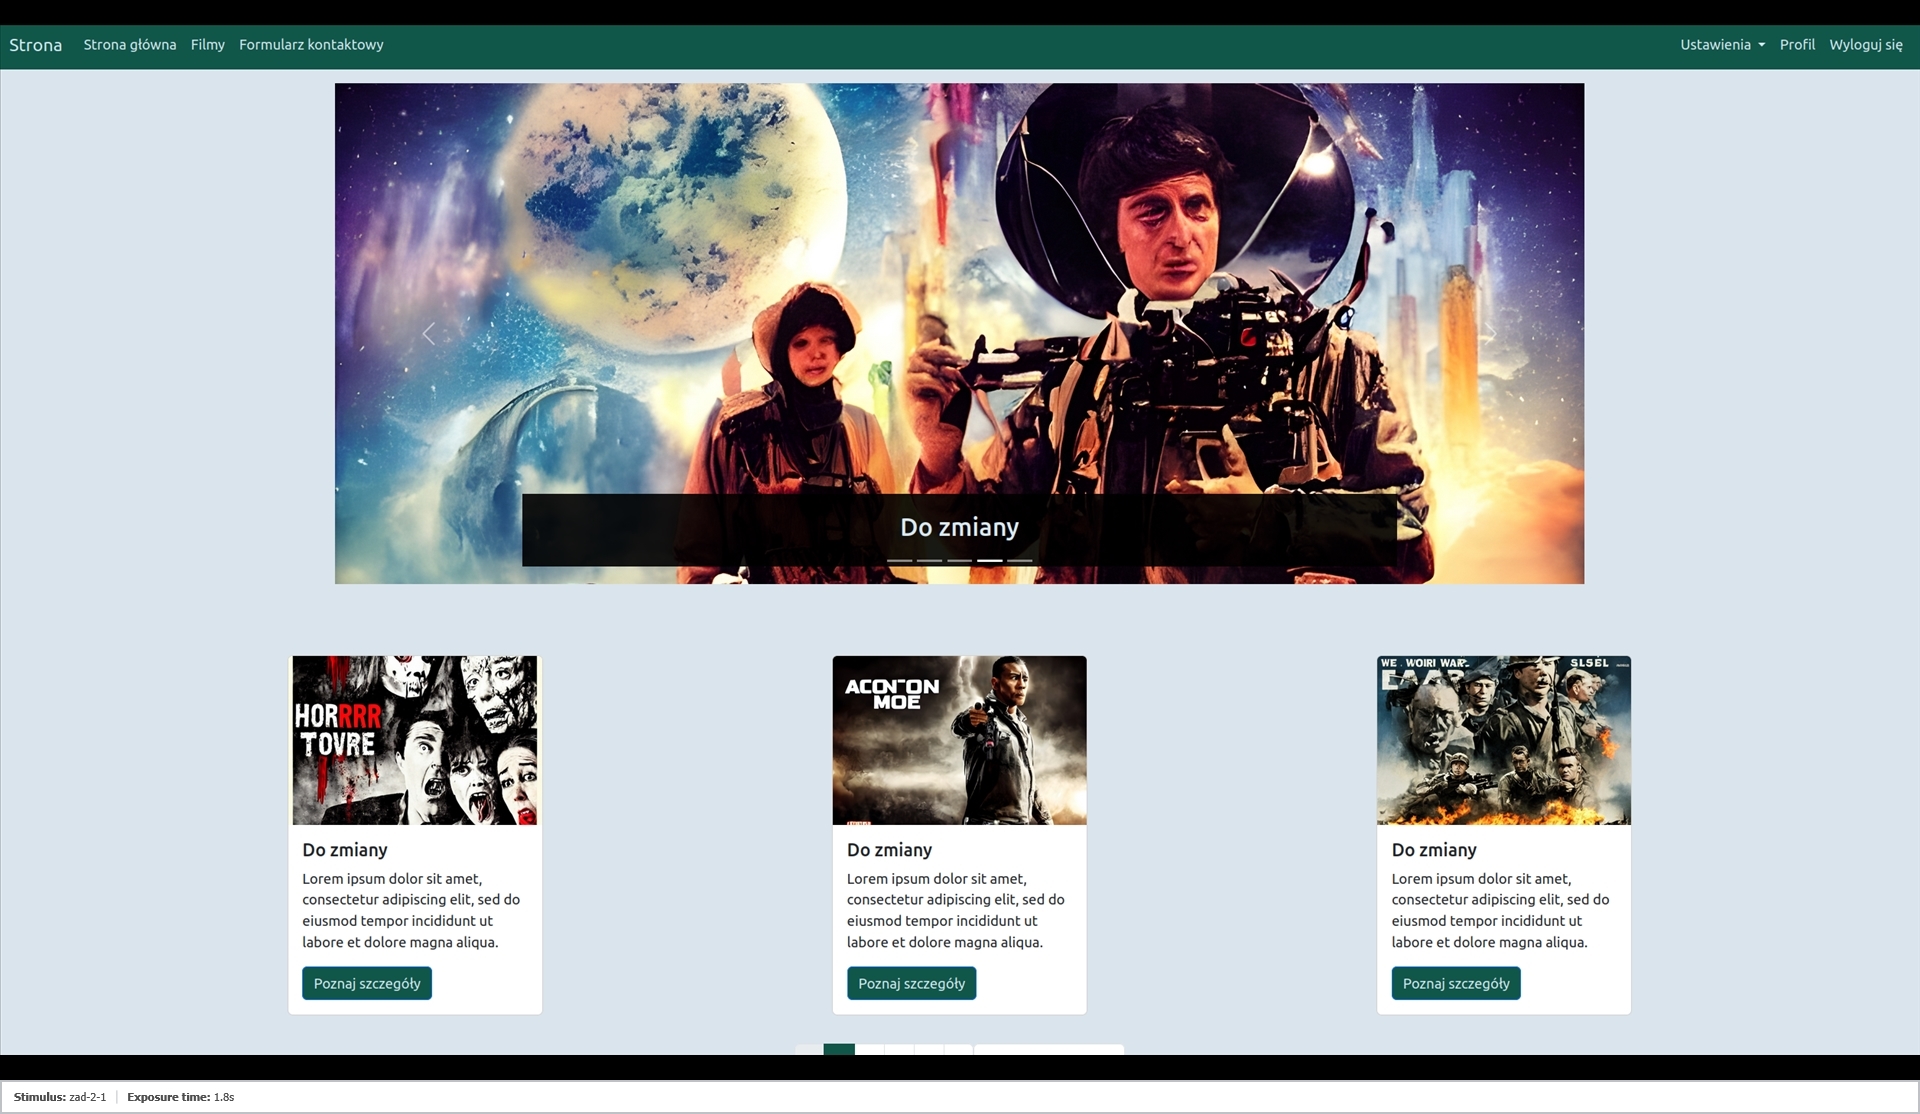 Strona Strona główna Filmy Formularz kontaktowy Ustawienia Profil Wyloguj się
Do zmiany
HORRRR
TOVRE
Do zmiany
Lorem ipsum dolor sit amet,
consectetur adipiscing elit, sed do
eiusmod tempor incididunt ut
labore et dolore magna aliqua.
Poznaj szczegóły
ACON~ON
MOE
Do zmiany
Lorem ipsum dolor sit amet,
consectetur adipiscing elit, sed do
eiusmod tempor incididunt ut
labore et dolore magna aliqua.
Poznaj szczegóły
WE . WOIRI WAR. SLSEL
Do zmiany
Lorem ipsum dolor sit amet,
consectetur adipiscing elit, sed do
eiusmod tempor incididunt ut
labore et dolore magna aliqua.
Poznaj szczegóły
Stimulus: zad-2-1 | Exposure time: 1.8s